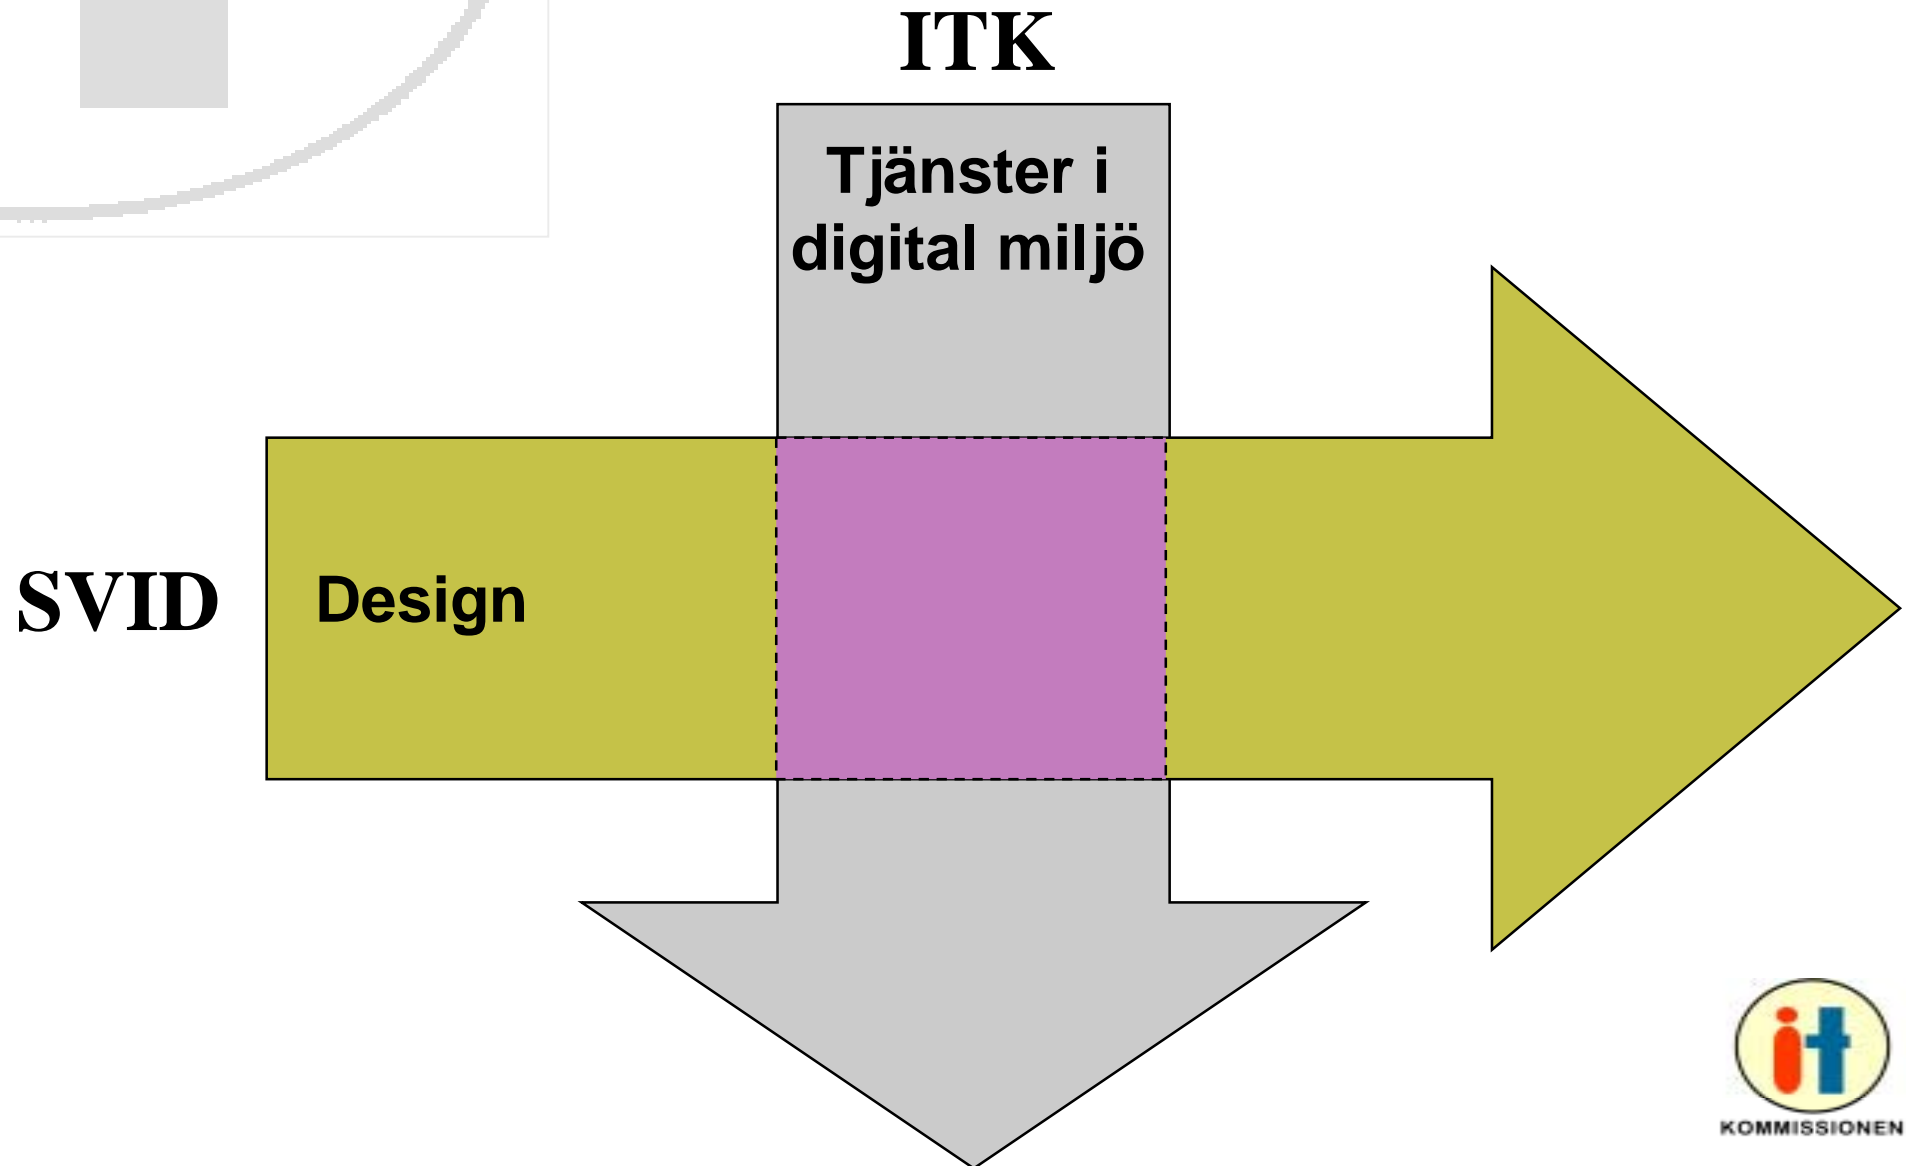 ITK
Tjänster i
digital miljö
SVID
Design
it
KOMMISSIONEN